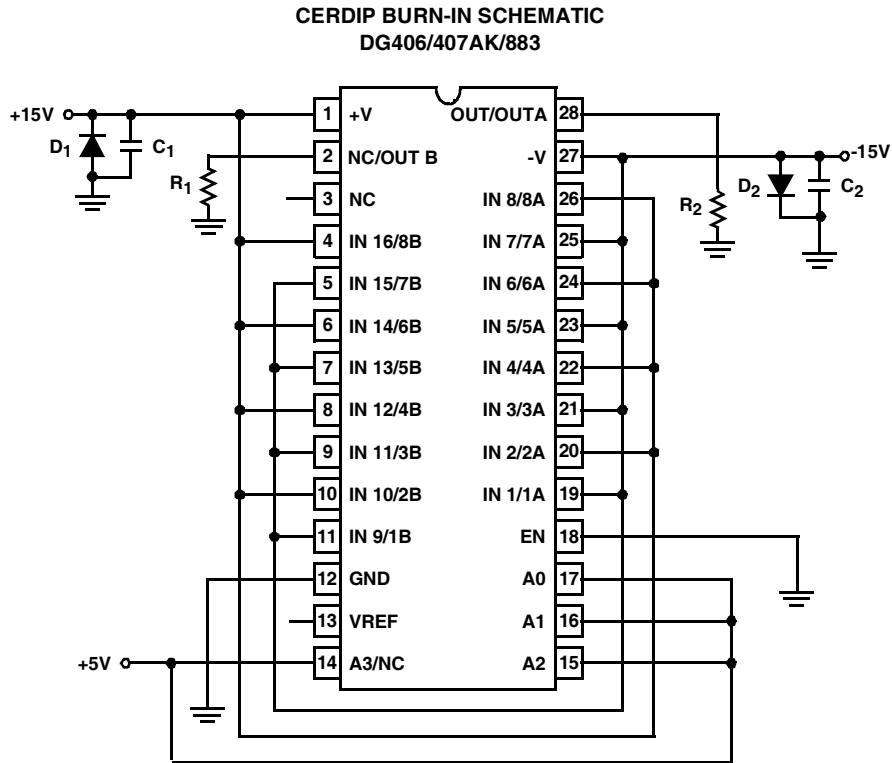 CERDIP BURN-IN SCHEMATIC
DG406/407AK/883
+15V
D1
C1
R1
1 +V
2 NC/OUT B
3 NC
4 IN 16/8B
5 IN 15/7B
6 IN 14/6B
7 IN 13/5B
8 IN 12/4B
9 IN 11/3B
10 IN 10/2B
11 IN 9/1B
12 GND
13 VREF
14 A3/NC
+5V
OUT/OUTA 28
-V 27
IN 8/8A 26
IN 7/7A 25
IN 6/6A 24
IN 5/5A 23
IN 4/4A 22
IN 3/3A 21
IN 2/2A 20
IN 1/1A 19
EN 18
A0 17
A1 16
A2 15
-15V
R2
D2
C2